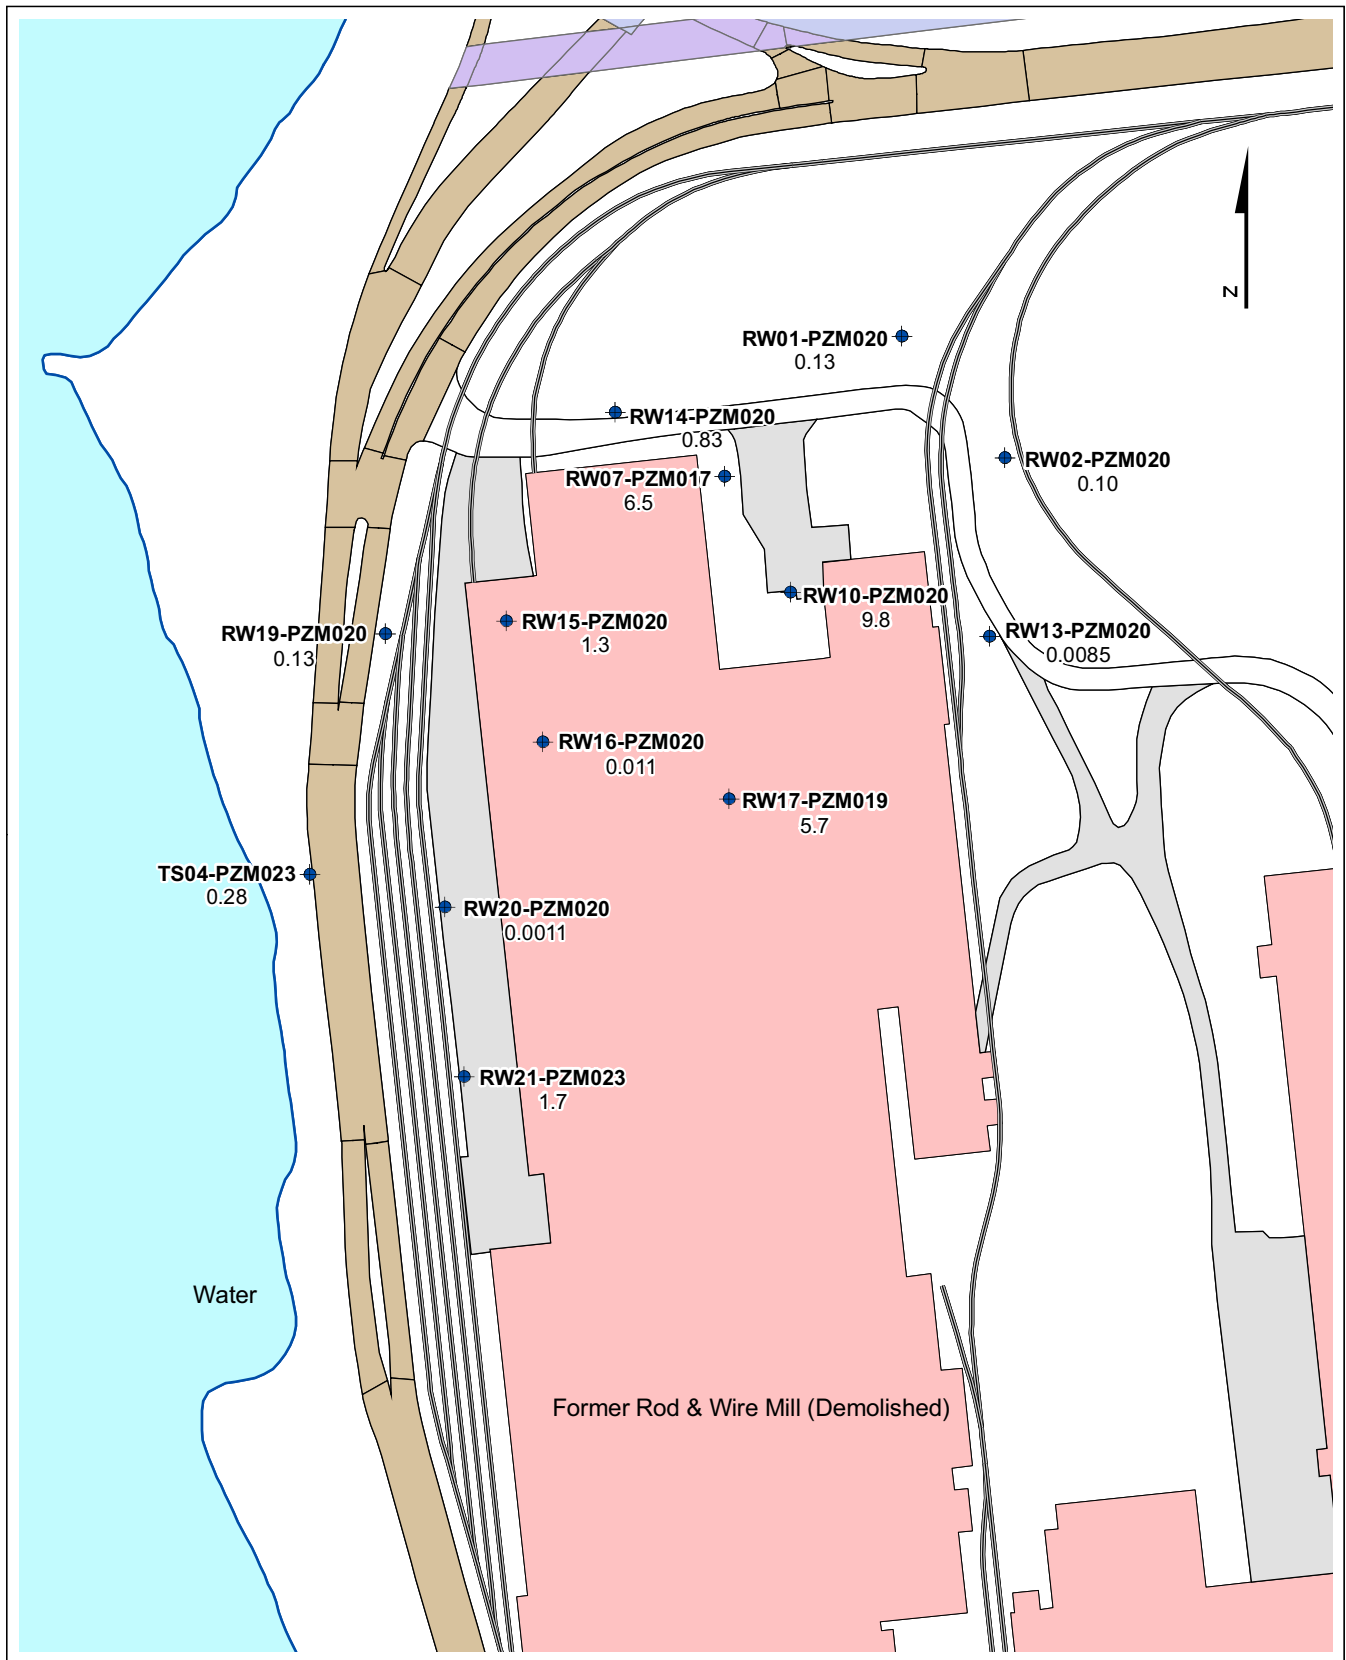 N
RW01-PZM020
0.13
RW14-PZM020
0.83
RW02-PZM020
0.10
RW07-PZM017
6.5
RW10-PZM020
9.8
RW15-PZM020
1.3
RW19-PZM020
0.13
RW13-PZM020
0.0085
RW16-PZM020
0.011
RW17-PZM019
5.7
TS04-PZM023
0.28
RW20-PZM020
0.0011
RW21-PZM023
1.7
Water
Former Rod & Wire Mill (Demolished)